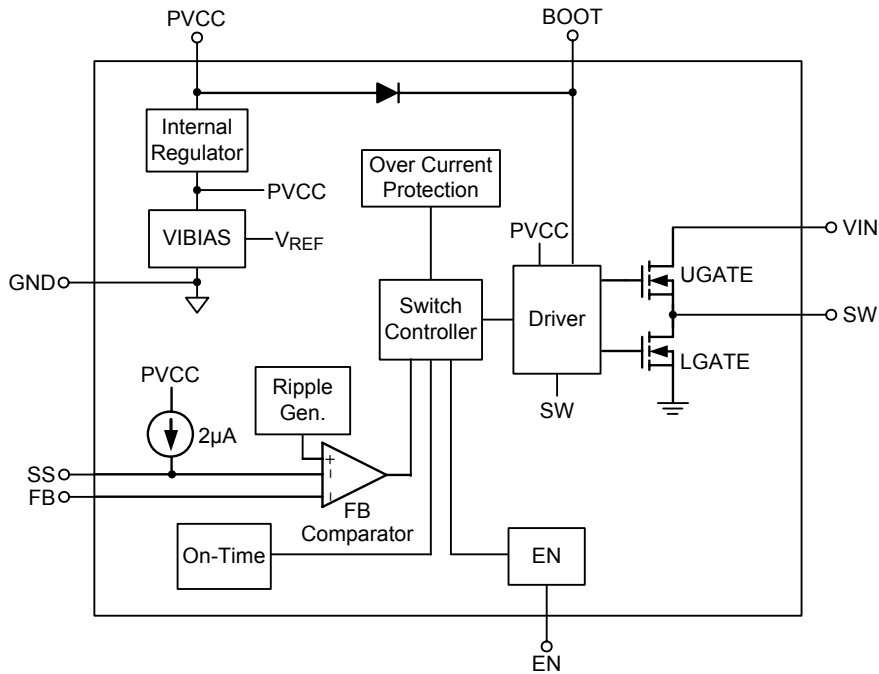 PVCC
BOOT
Internal
Regulator
Over Current
Protection
PVCC
PVCC
VIN
VIBIAS
VREF
UGATE
GND
Switch
Controller
Driver
SW
LGATE
PVCC
Ripple
Gen.
SW
2µA
+
-
-
SS
FB
FB
Comparator
On-Time
EN
EN